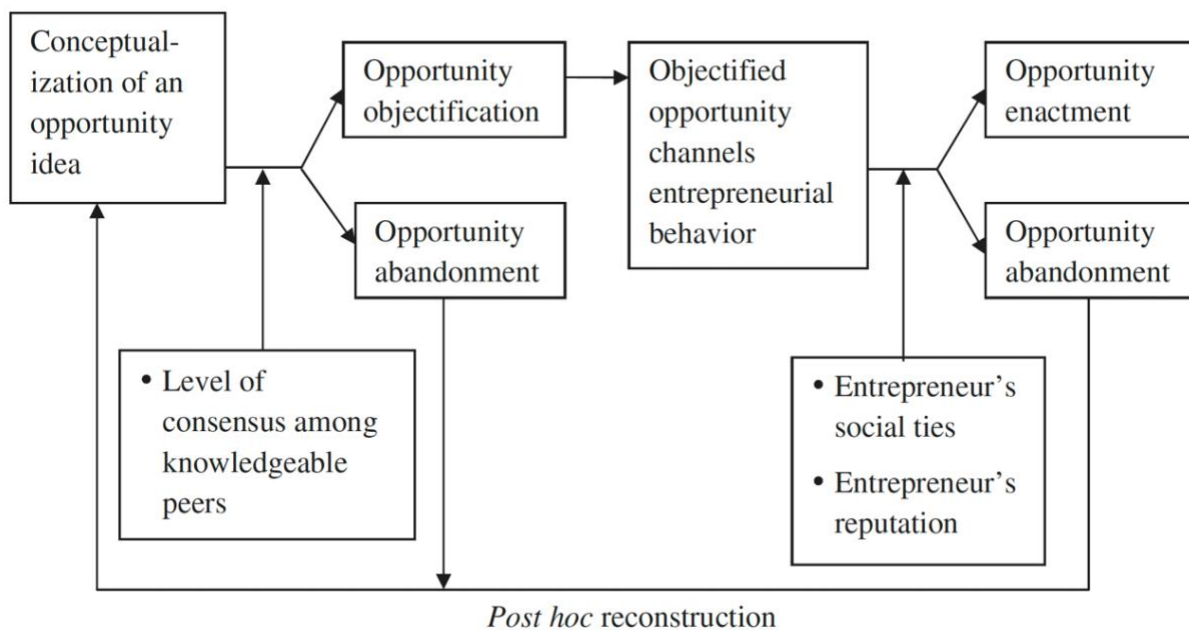 Conceptual-
ization of an
opportunity
idea
Opportunity
objectification
Opportunity
abandonment
Objectified
opportunity
channels
entrepreneurial
behavior
Opportunity
enactment
Opportunity
abandonment
• Level of
consensus among
knowledgeable
peers
• Entrepreneur’s
social ties
• Entrepreneur’s
reputation
Post hoc reconstruction